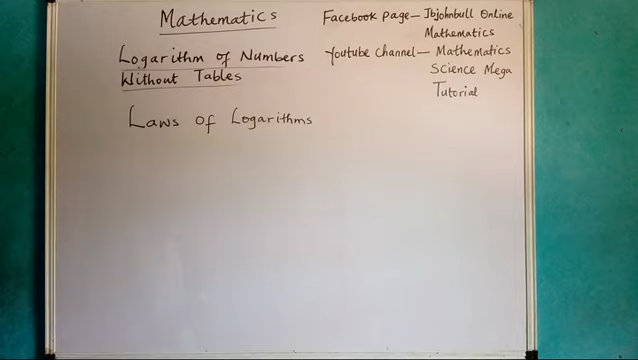 Mathematics
Logarithm of Numbers
Without Tables
Laws of Logarithms
Facebook page - Jbjohnbull Online
Mathematics
Youtube Channel - Mathematics
Science Mega
Tutorial